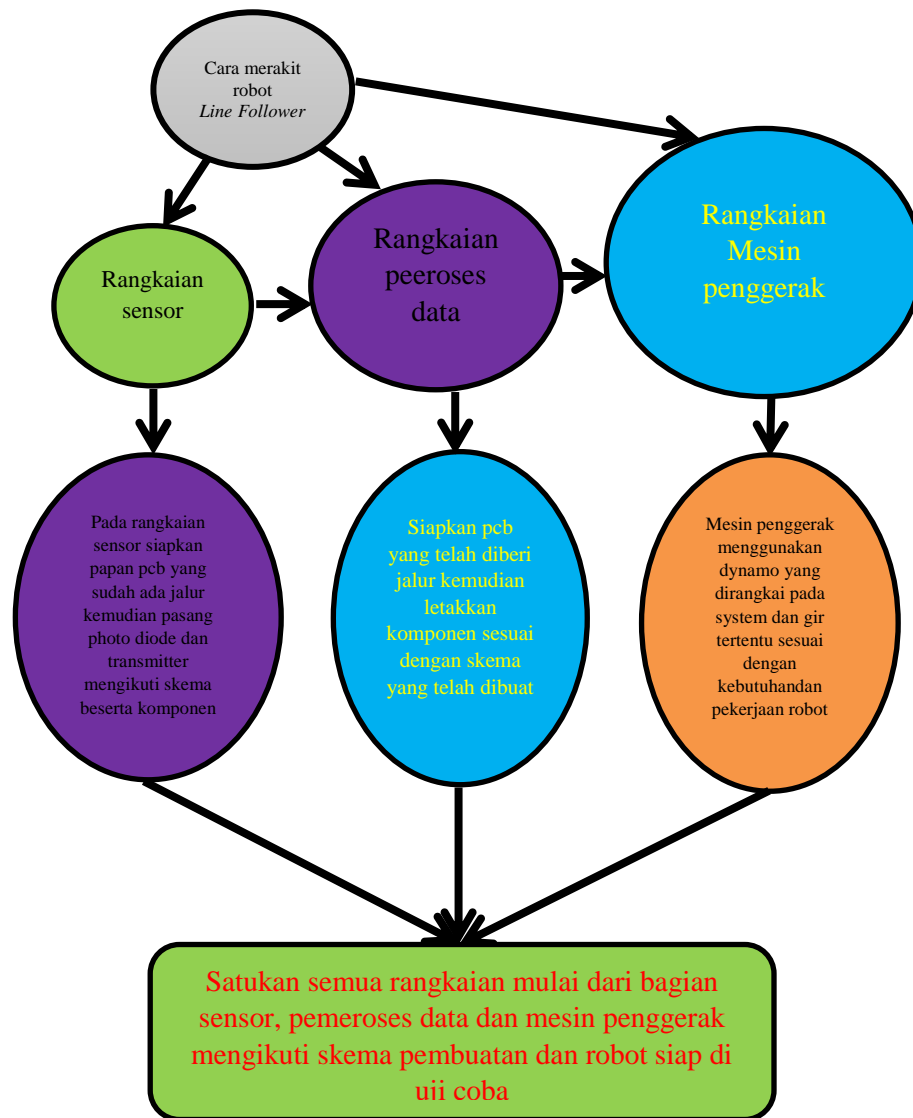 Cara merakit
robot
Line Follower
Rangkaian
sensor
Rangkaian
peeroses
data
Rangkaian
Mesin
penggerak
Pada rangkaian
sensor siapkan
papan pcb yang
sudah ada jalur
kemudian pasang
photo diode dan
transmitter
mengikuti skema
beserta komponen
Siapkan pcb
yang telah diberi
jalur kemudian
letakkan
komponen sesuai
dengan skema
yang telah dibuat
Mesin penggerak
menggunakan
dynamo yang
dirangkai pada
system dan gir
tertentu sesuai
dengan
kebutuhandan
pekerjaan robot
Satukan semua rangkaian mulai dari bagian
sensor, pemeroses data dan mesin penggerak
mengikuti skema pembuatan dan robot siap di
uji coba